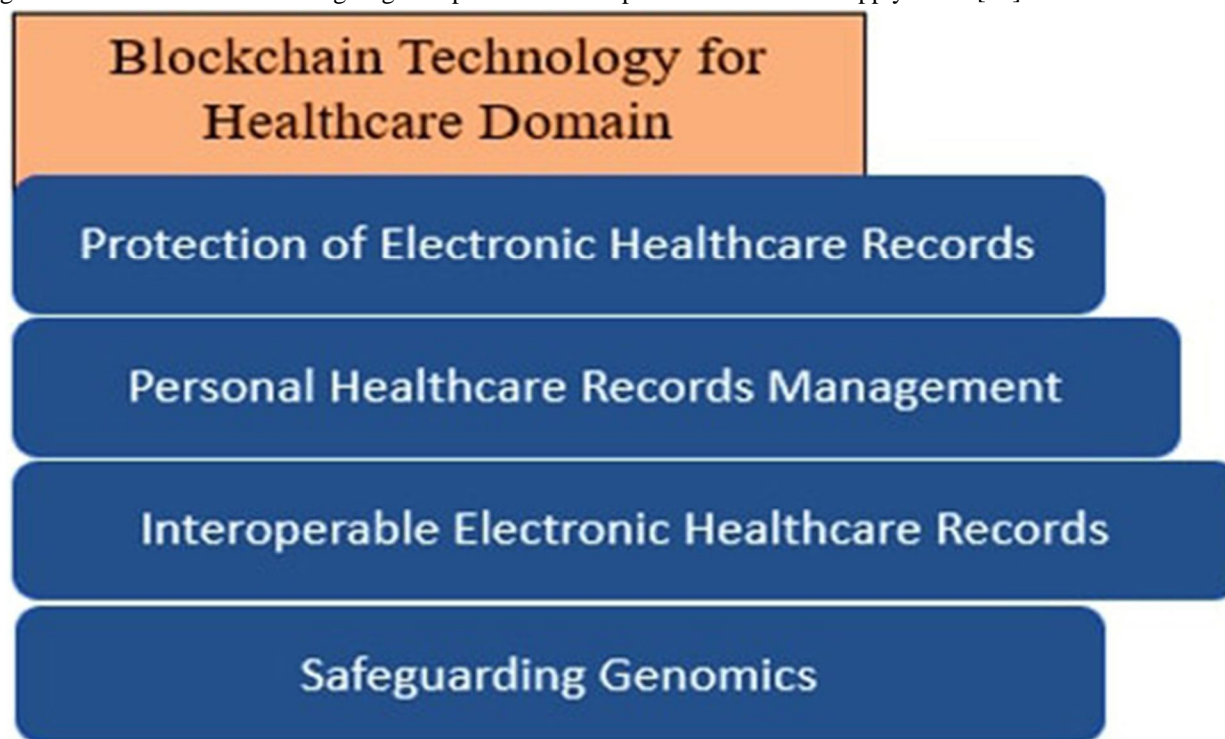 Blockchain Technology for
Healthcare Domain
Protection of Electronic Healthcare Records
Personal Healthcare Records Management
Interoperable Electronic Healthcare Records
Safeguarding Genomics